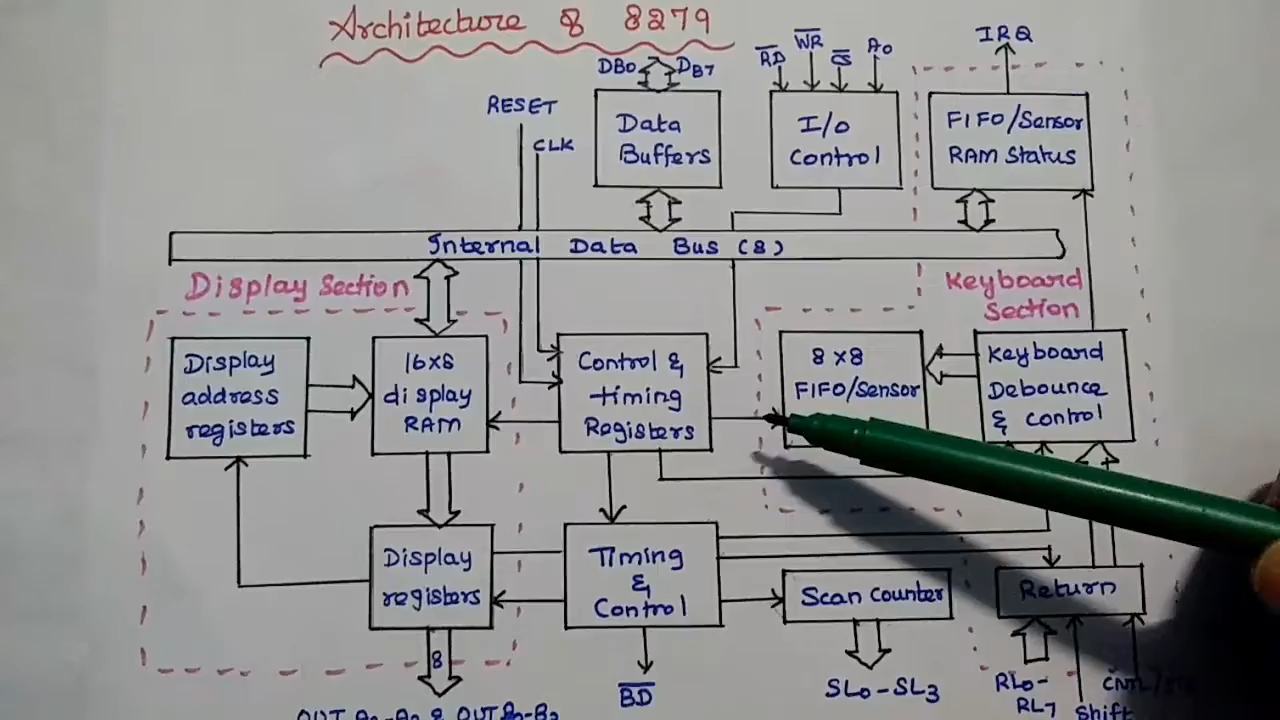 Architecture of 8279
IRQ
DB0 DB7
RD WR CS A0
RESET
CLK
Data
Buffers
I/O
Control
FIFO/Sensor
RAM Status
Internal Data Bus (8)
Display Section
Keyboard
Section
Display
address
registers
16x8
display
RAM
Control &
timing
Registers
8x8
FIFO/Sensor
Keyboard
Debounce
& Control
Display
registers
Timing
&
Control
Scan Counter
Return
8
BD
SL0-SL3
RL0-
RL7
Shift